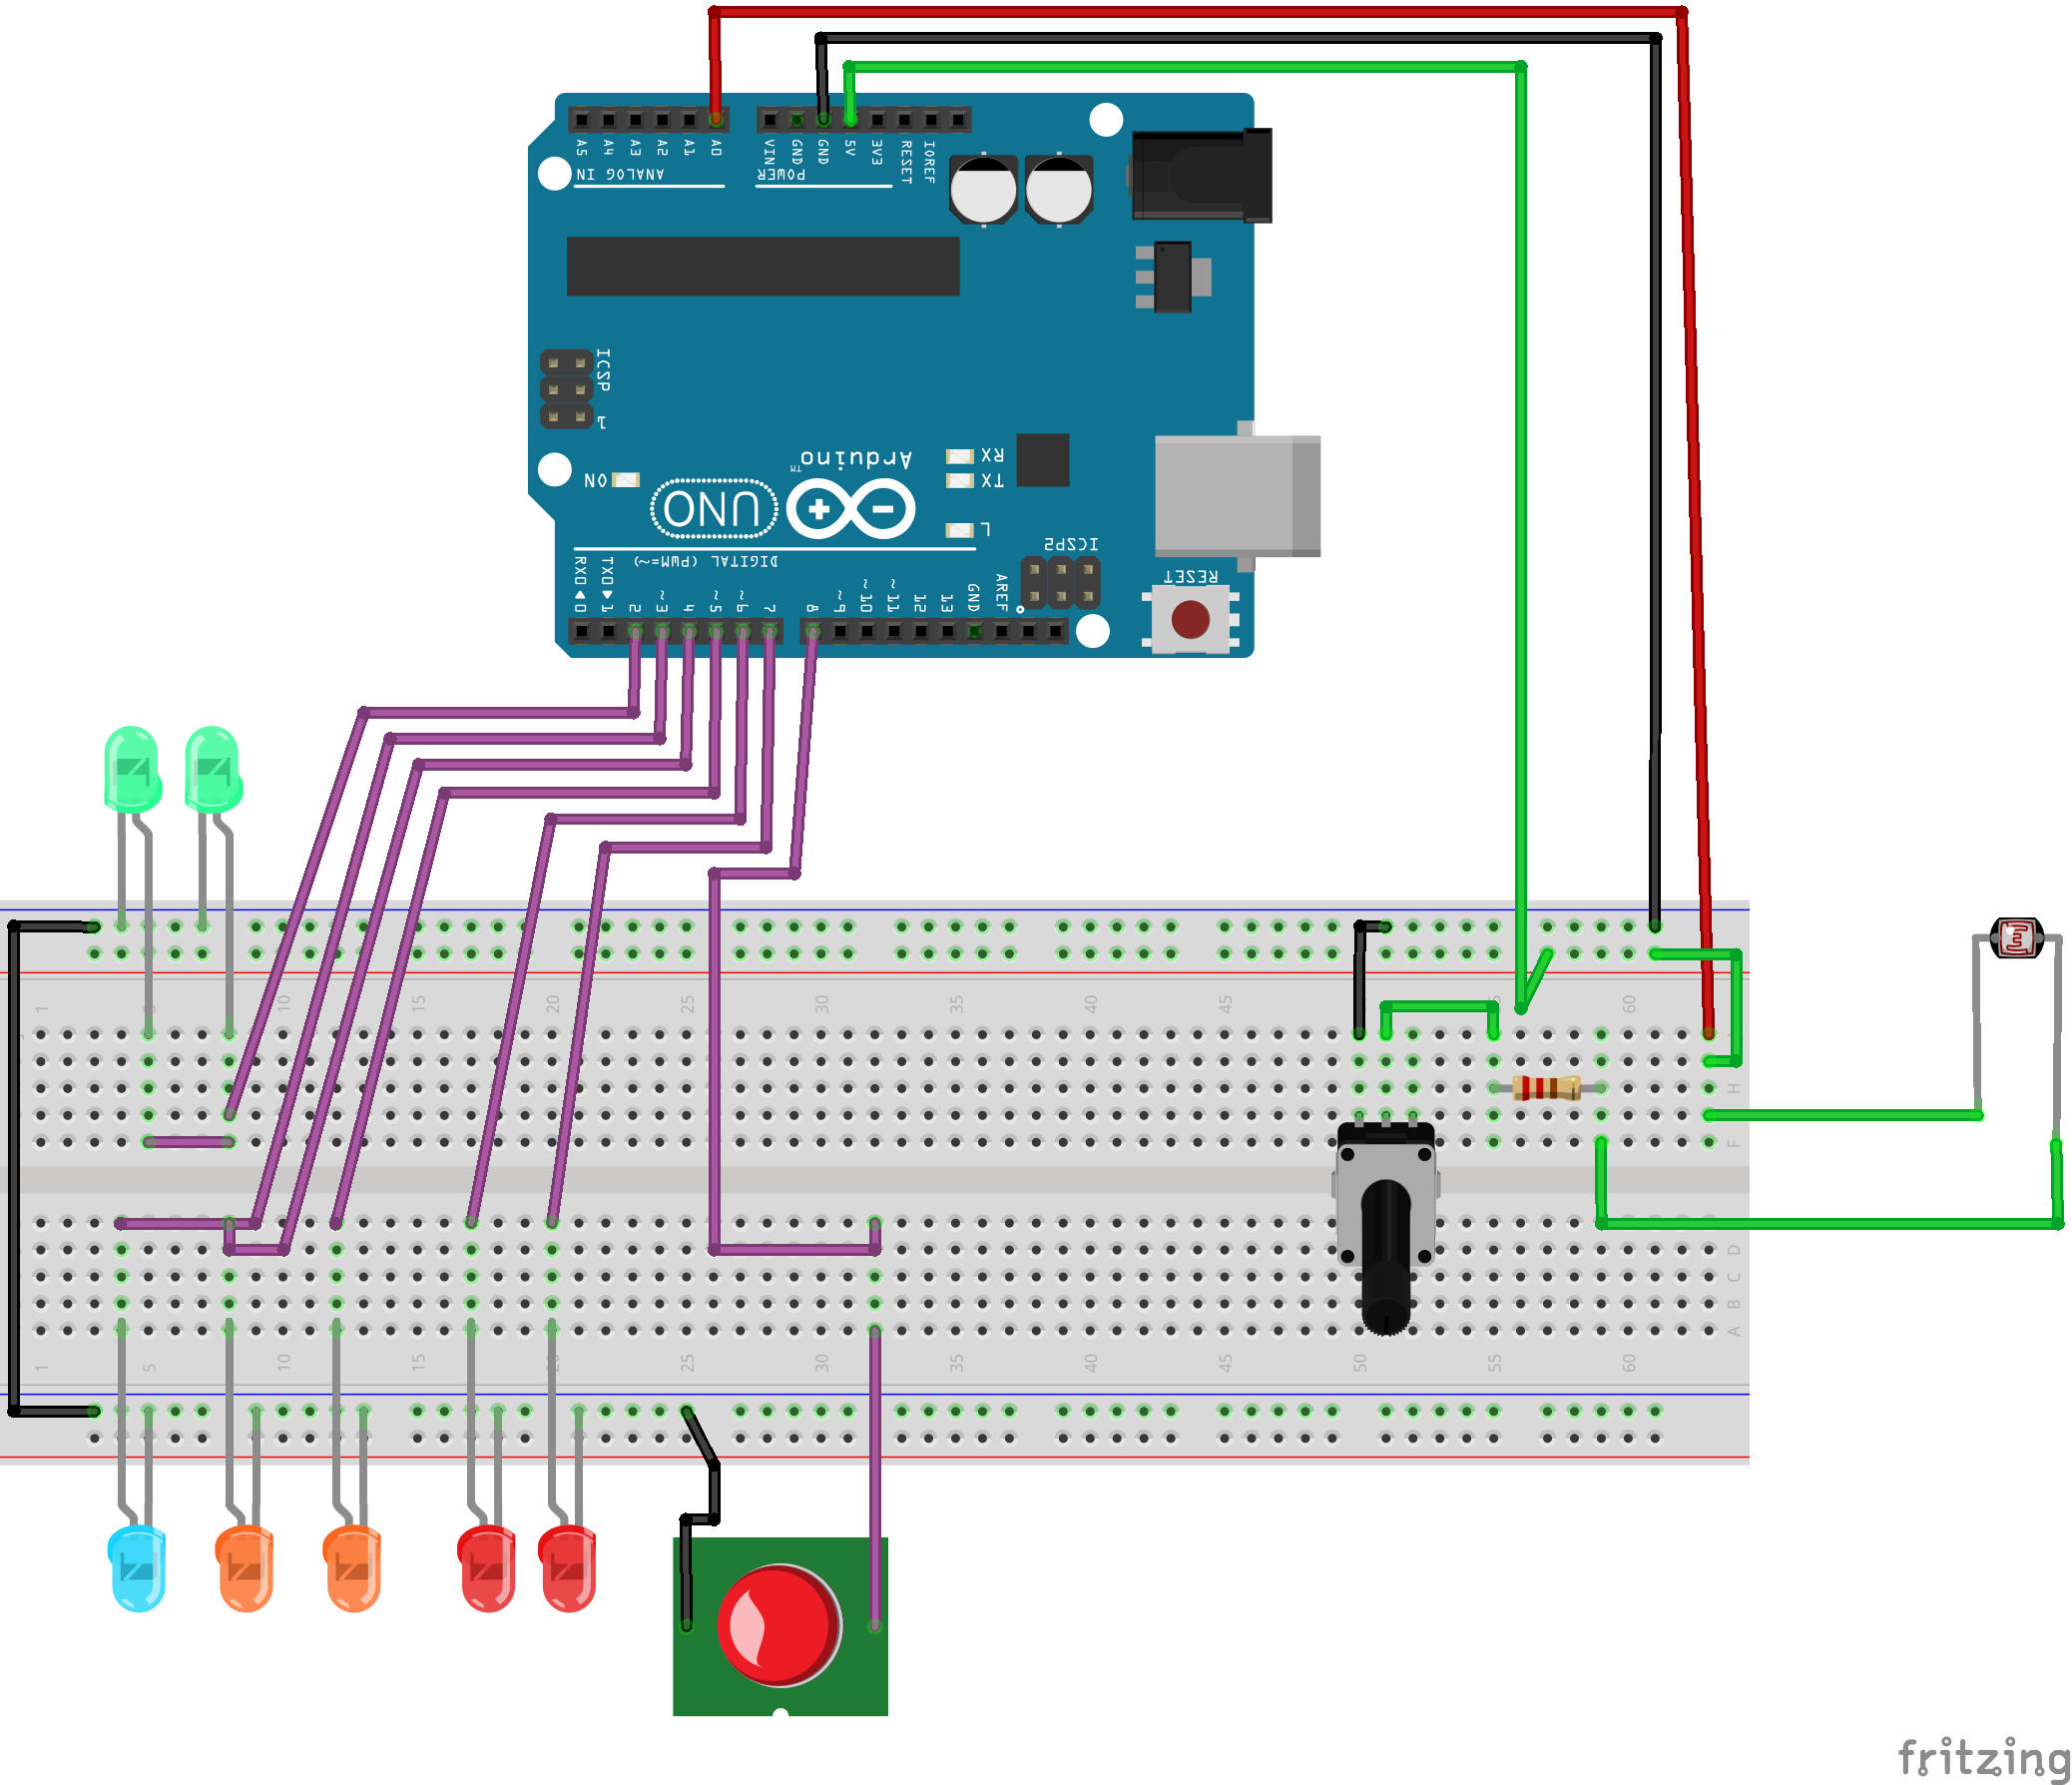 A5 A4 A3 A2 A1 A0 VIN GND GND 5V 3V3 RESET IOREF
ANALOG IN POWER
ICSP
1
Arduino™
RX
ON
TX
UNO
L
ICSP2
DIGITAL (PWM=~)
RESET
RX0◀0 TX0▶1 2 ~3 4 ~5 ~6 7 8 ~9 ~10 ~11 12 13 GND AREF
1 5 10 15 20 25 30 35 40 45 55 60
J
H
F
D
C
B
A
1 5 10 15 20 25 30 35 40 45 50 55 60
fritzing